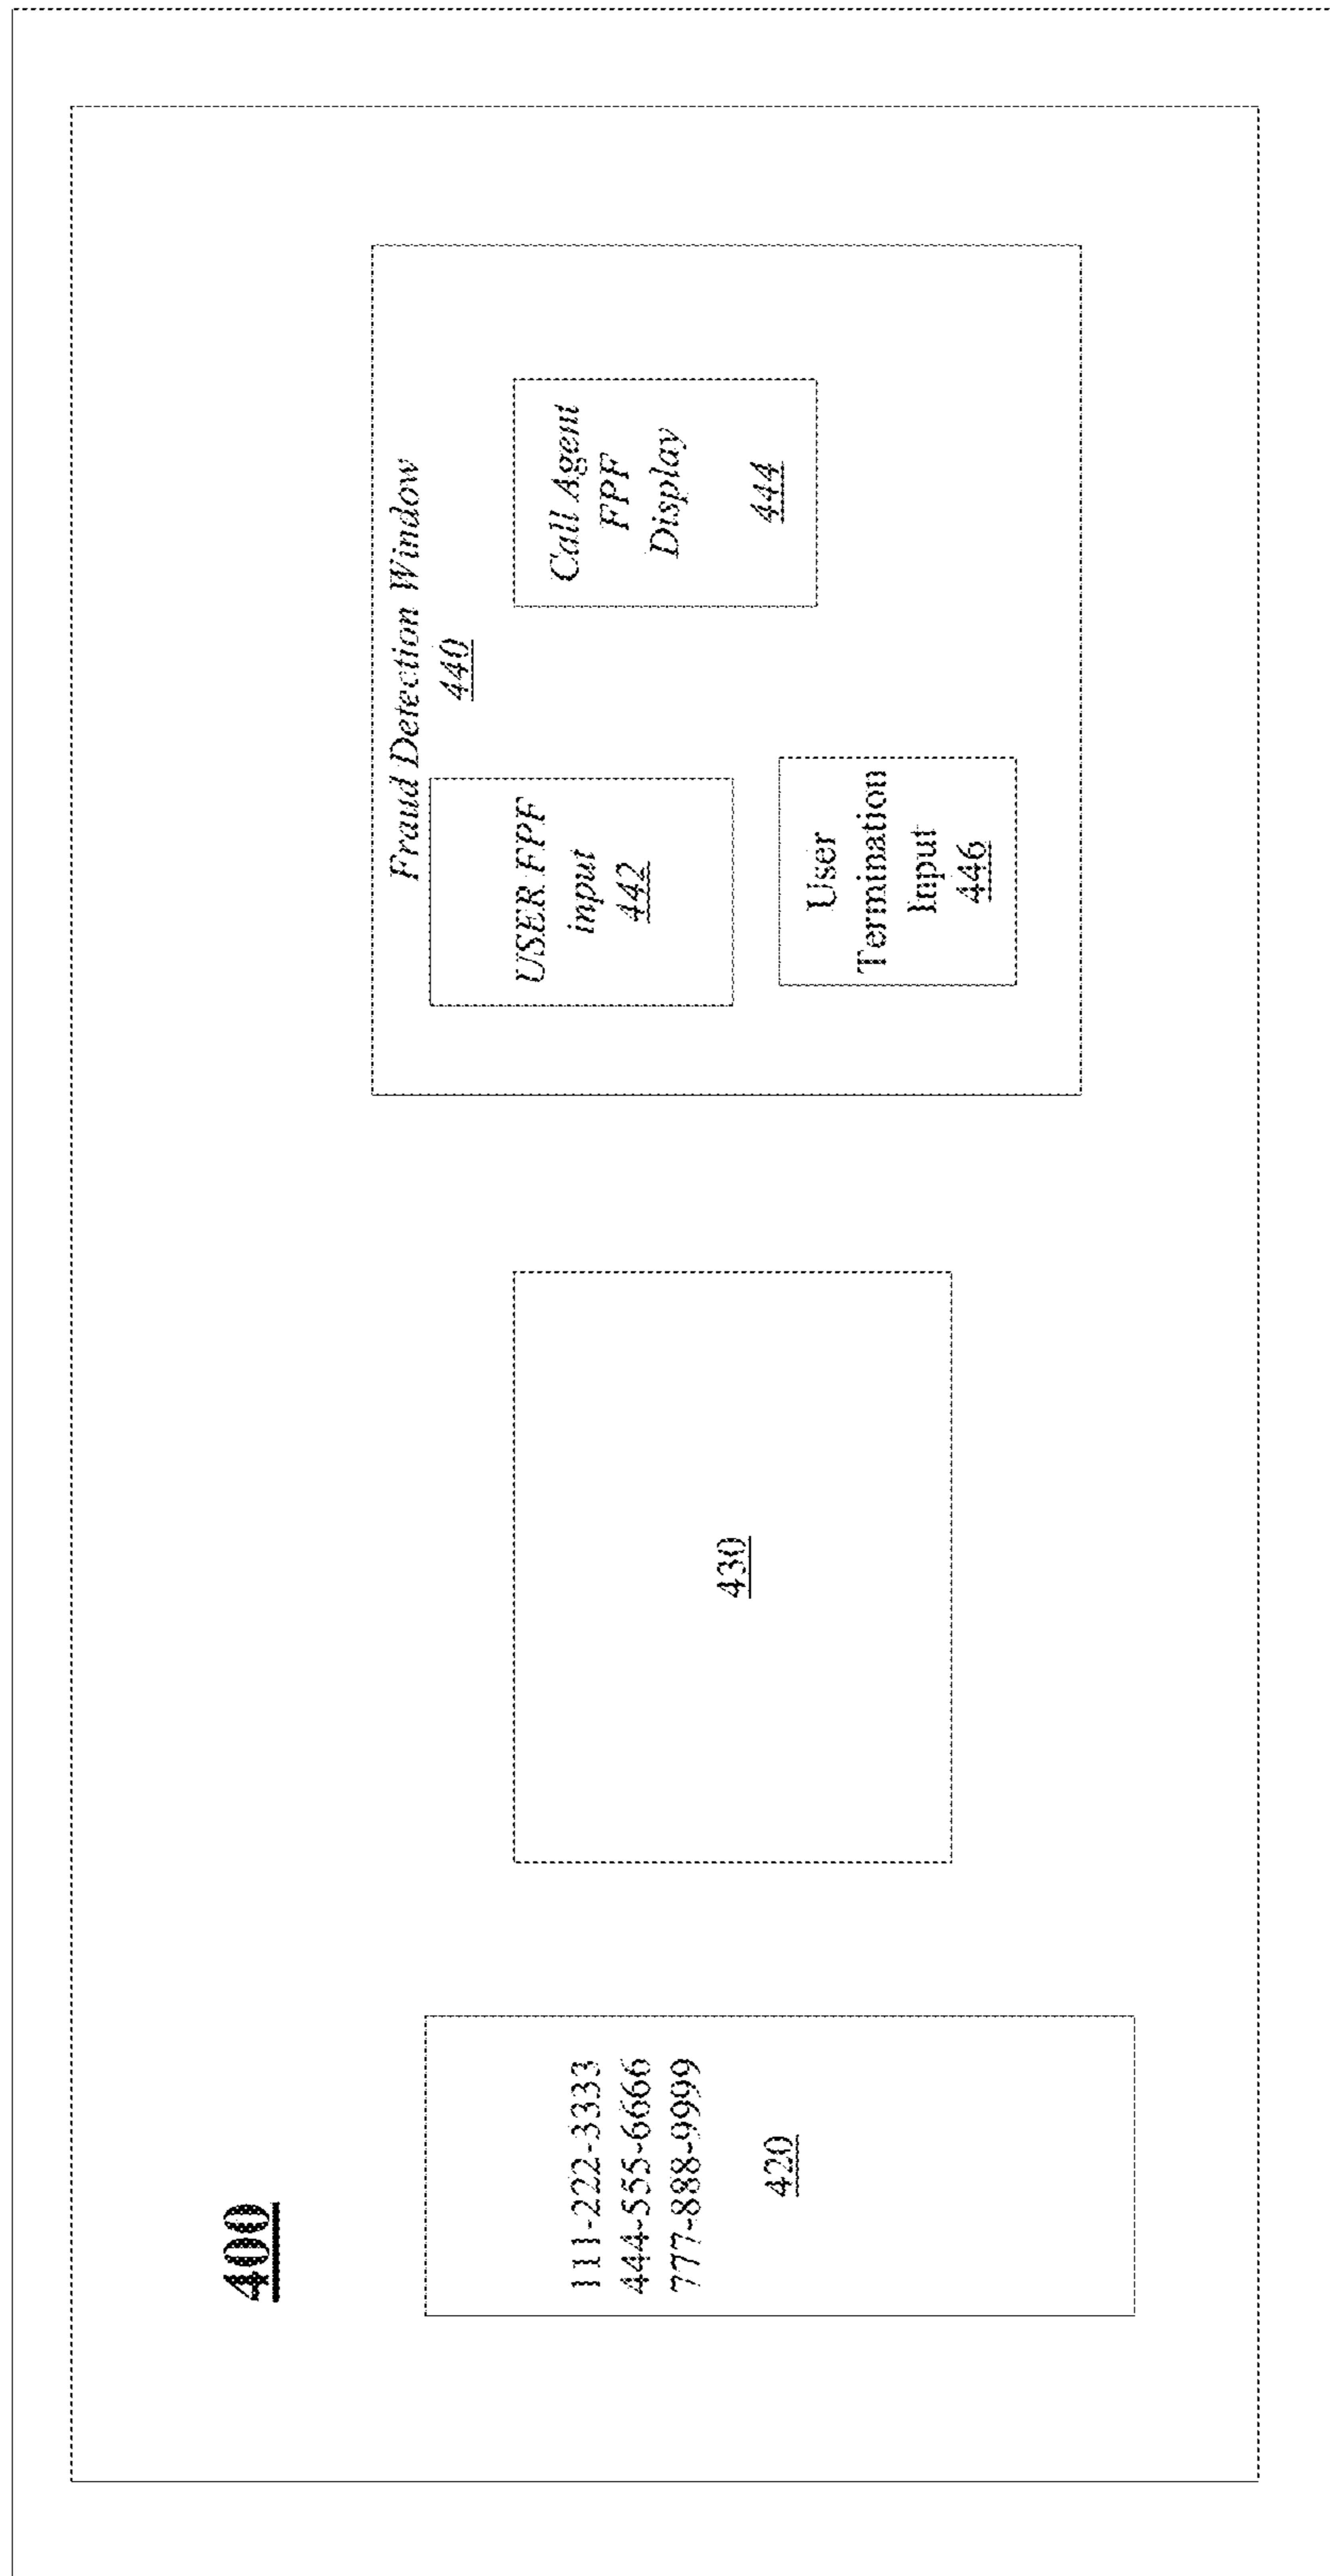 400
111-222-3333
444-555-6666
777-888-9999
420
430
Fraud Detection Window
440
USER FPF
input
442
Call Agent
FPF
Display
444
User
Termination
Input
446